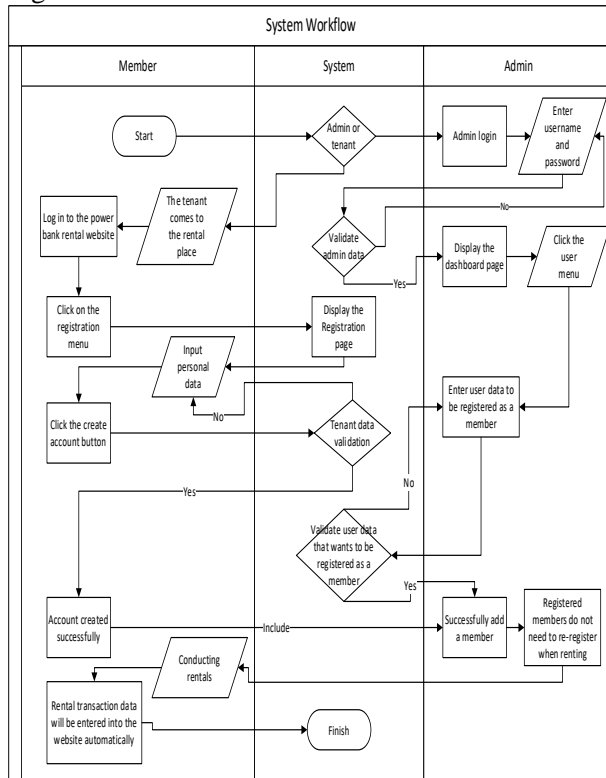 System Workflow
Member
System
Admin
Start
Admin or
tenant
Admin login
Enter
username
and
password
No
Log in to the power
bank rental website
The tenant
comes to
the rental
place
Validate
admin data
Yes
Display the
dashboard page
Click the
user
menu
Click on the
registration
menu
Display the
Registration
page
Input
personal
data
No
Click the create
account button
Tenant data
validation
Enter user data to
be registered as a
member
Yes
No
Validate user data
that wants to be
registered as a
member
Yes
Account created
successfully
Include
Successfully add
a member
Registered
members do not
need to re-register
when renting
Conducting
rentals
Rental transaction data
will be entered into the
website automatically
Finish